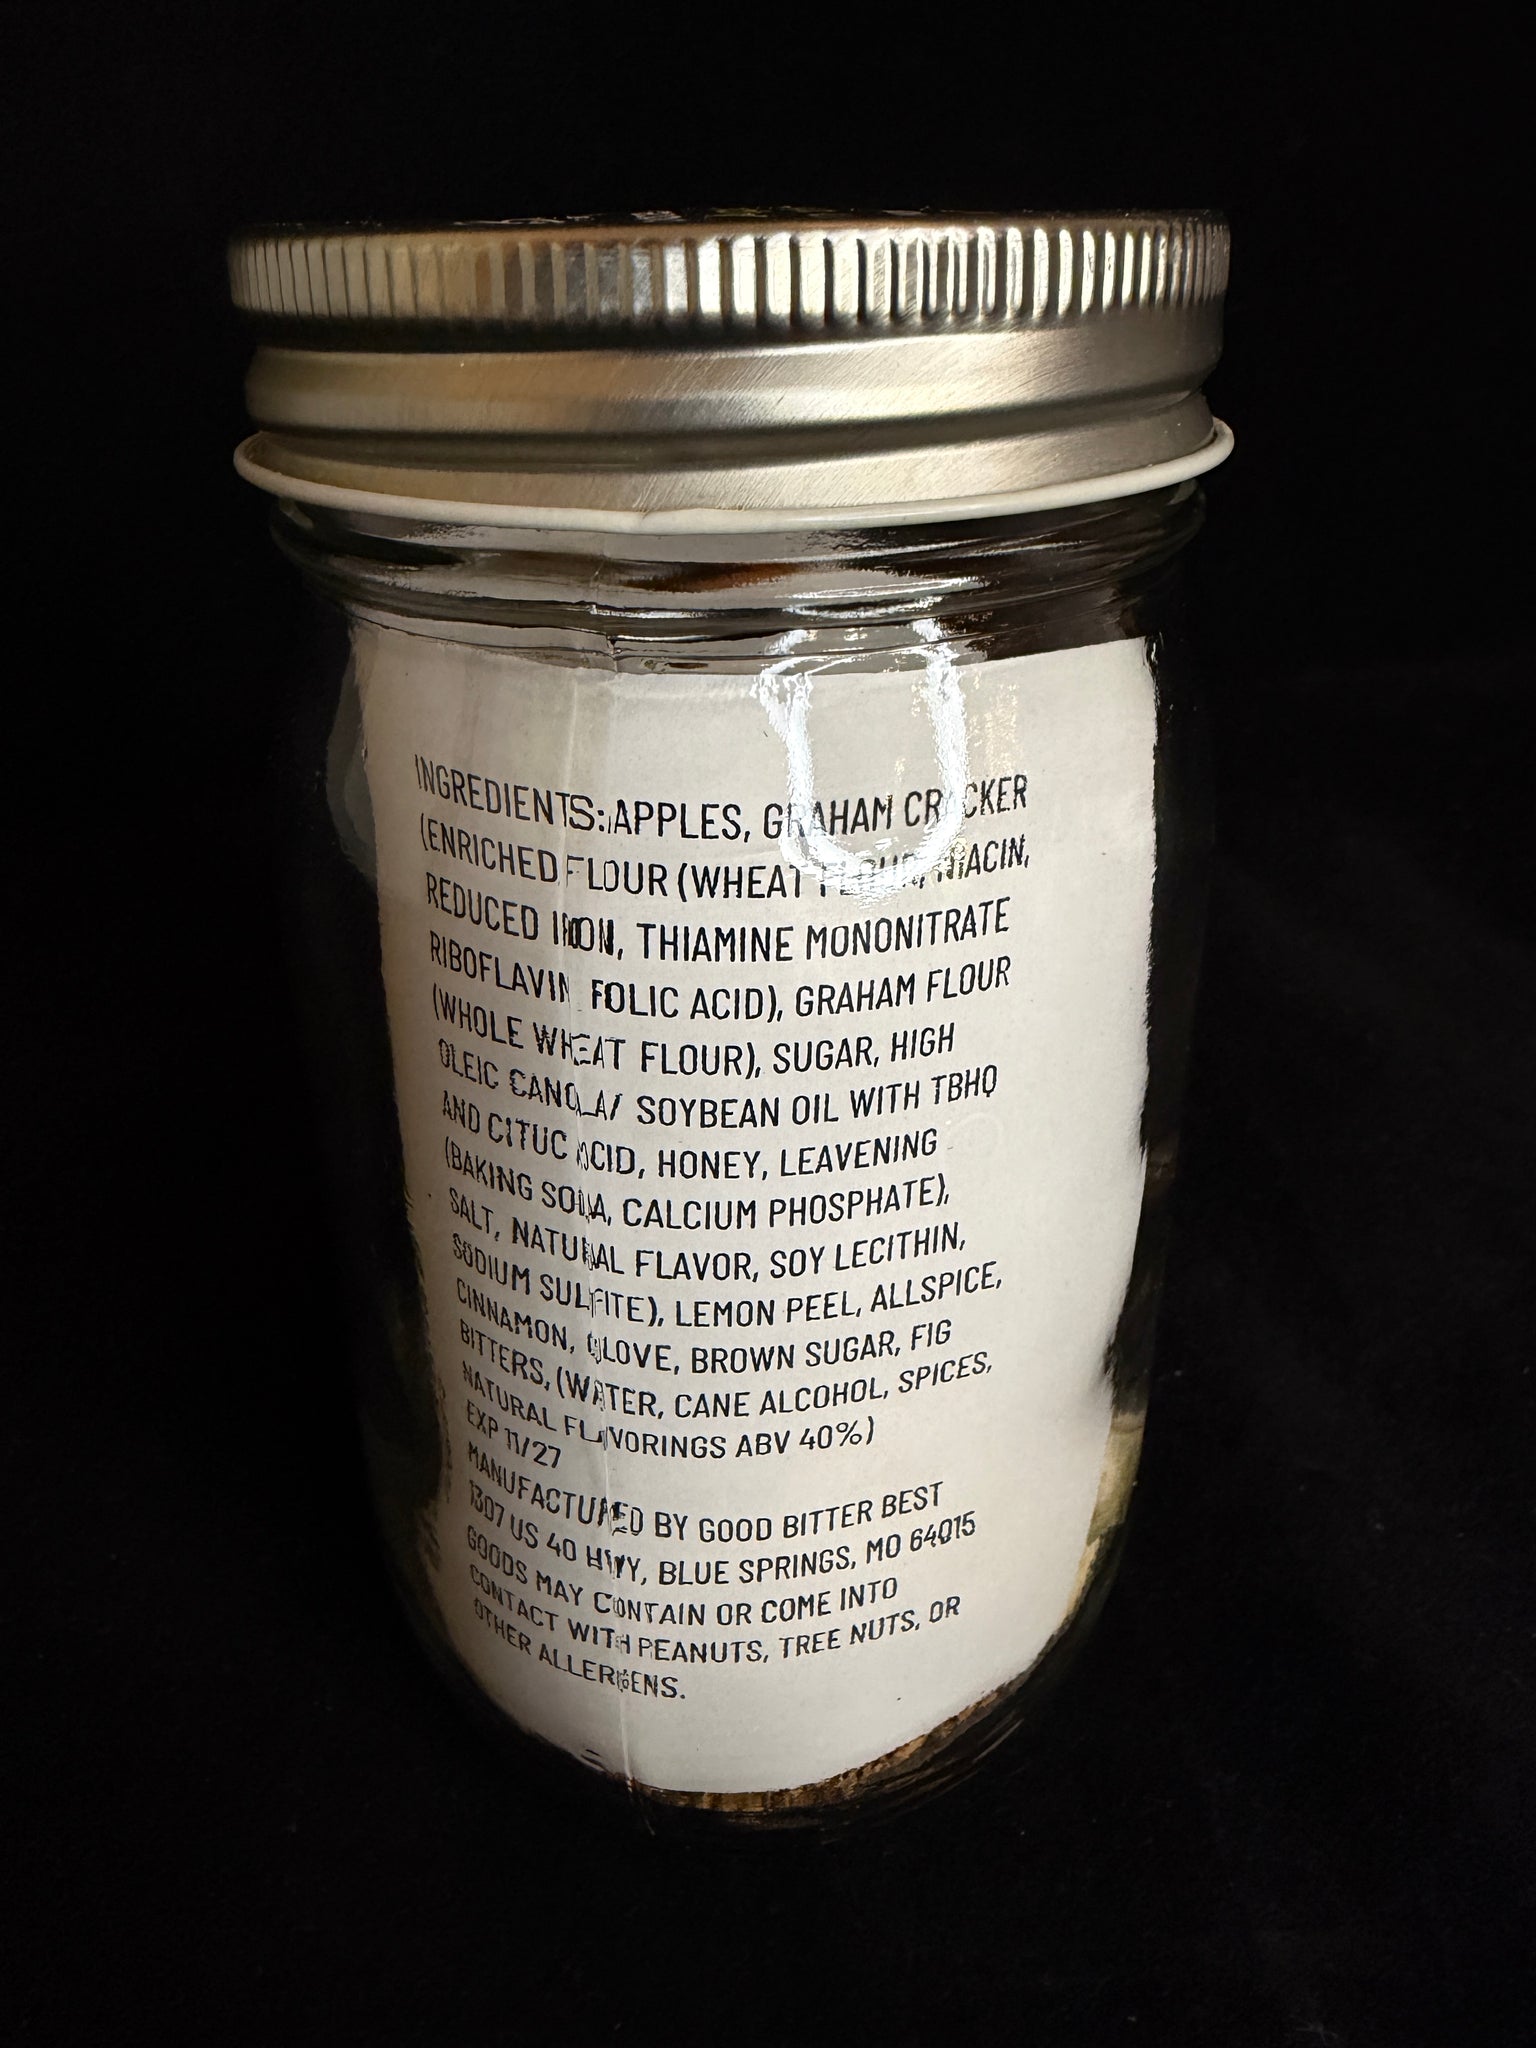 INGREDIENTS: APPLES, GRAHAM CRACKER
(ENRICHED FLOUR (WHEAT FLOUR, NIACIN,
REDUCED IRON, THIAMINE MONONITRATE
RIBOFLAVIN FOLIC ACID), GRAHAM FLOUR
(WHOLE WHEAT FLOUR), SUGAR, HIGH
OLEIC CANOLA/ SOYBEAN OIL WITH TBHQ
AND CITUC ACID, HONEY, LEAVENING
(BAKING SODA, CALCIUM PHOSPHATE),
SALT, NATURAL FLAVOR, SOY LECITHIN,
SODIUM SULFITE), LEMON PEEL, ALLSPICE,
CINNAMON, CLOVE, BROWN SUGAR, FIG
BITTERS, (WATER, CANE ALCOHOL, SPICES,
NATURAL FLAVORINGS ABV 40%)
EXP 11/27
MANUFACTURED BY GOOD BITTER BEST
1307 US 40 HWY, BLUE SPRINGS, MO 64015
GOODS MAY CONTAIN OR COME INTO
CONTACT WITH PEANUTS, TREE NUTS, OR
OTHER ALLERGENS.